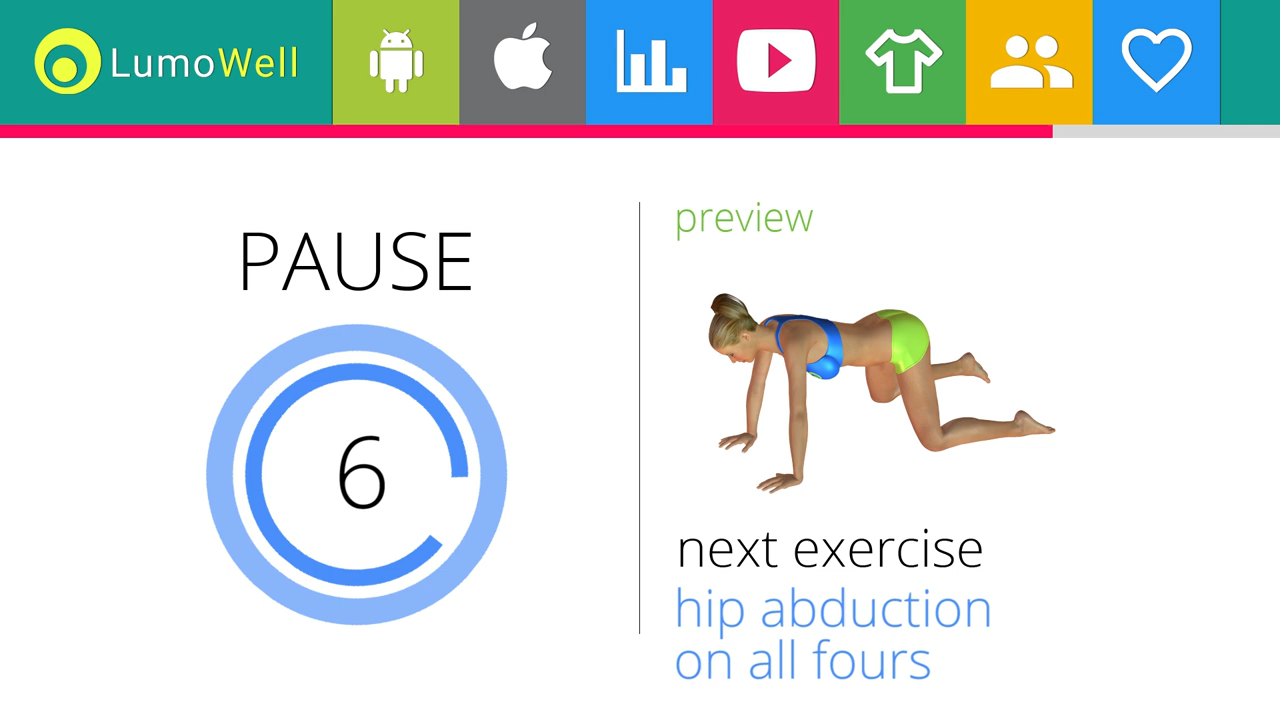 LumoWell
PAUSE
6
preview
next exercise
hip abduction
on all fours